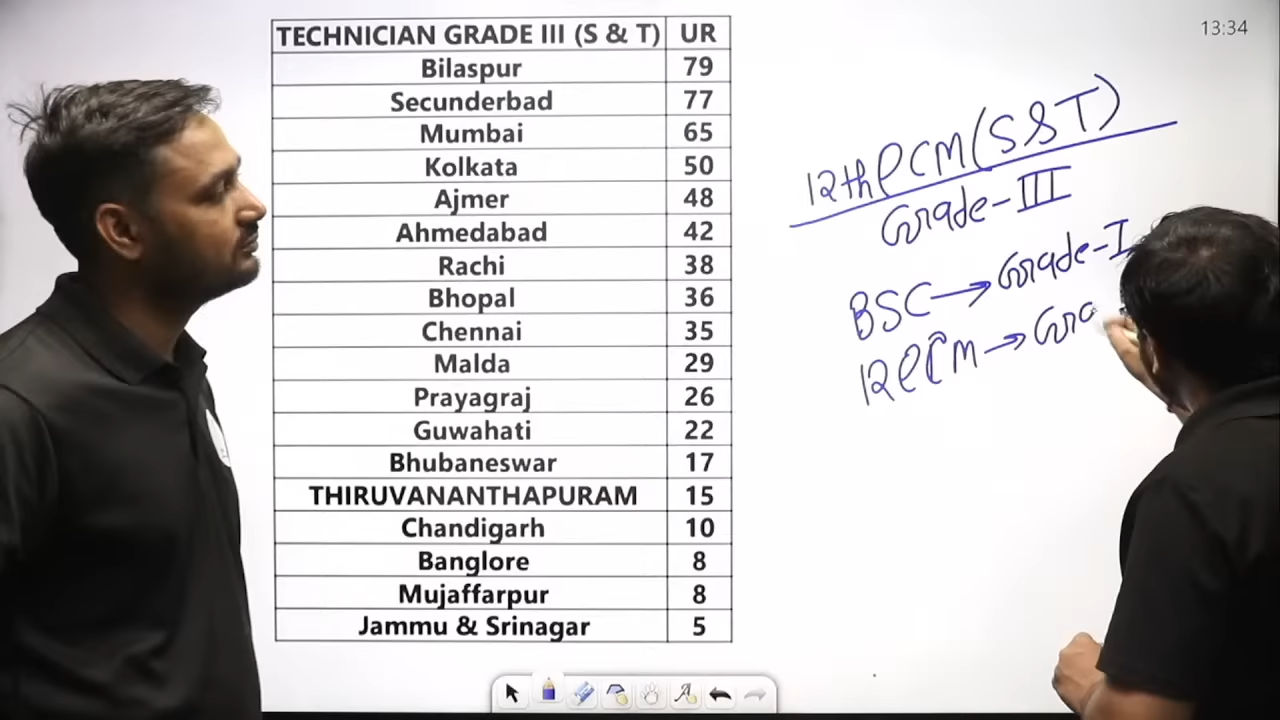 13:34
TECHNICIAN GRADE III (S & T) UR
Bilaspur 79
Secunderbad 77
Mumbai 65
Kolkata 50
Ajmer 48
Ahmedabad 42
Rachi 38
Bhopal 36
Chennai 35
Malda 29
Prayagraj 26
Guwahati 22
Bhubaneswar 17
THIRUVANANTHAPURAM 15
Chandigarh 10
Banglore 8
Mujaffarpur 8
Jammu & Srinagar 5
12th PCM (S&T)
Grade-III
BSC → Grade-I
12 PCM → Gra